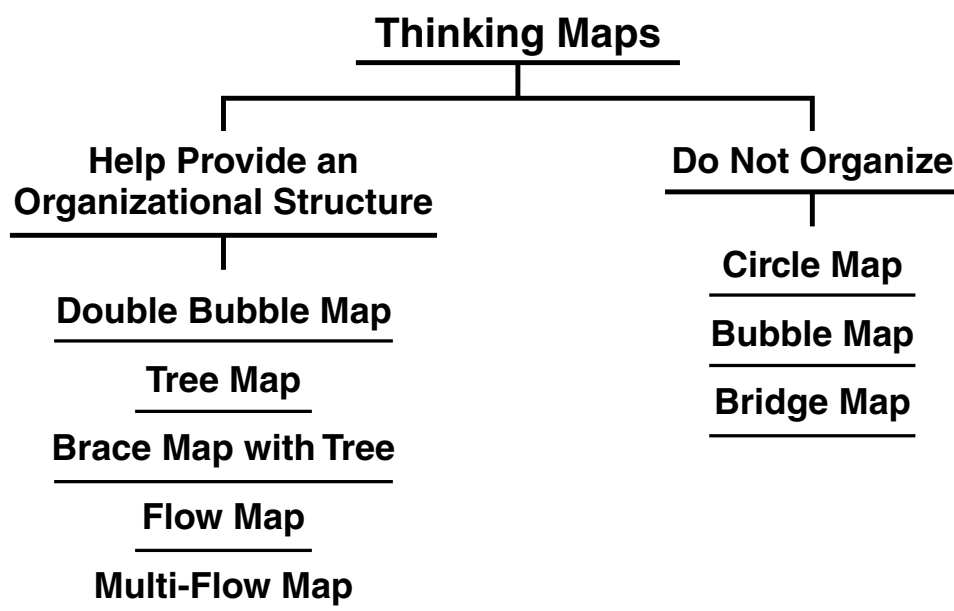 Thinking Maps
Help Provide an
Organizational Structure
Double Bubble Map
Tree Map
Brace Map with Tree
Flow Map
Multi-Flow Map
Do Not Organize
Circle Map
Bubble Map
Bridge Map